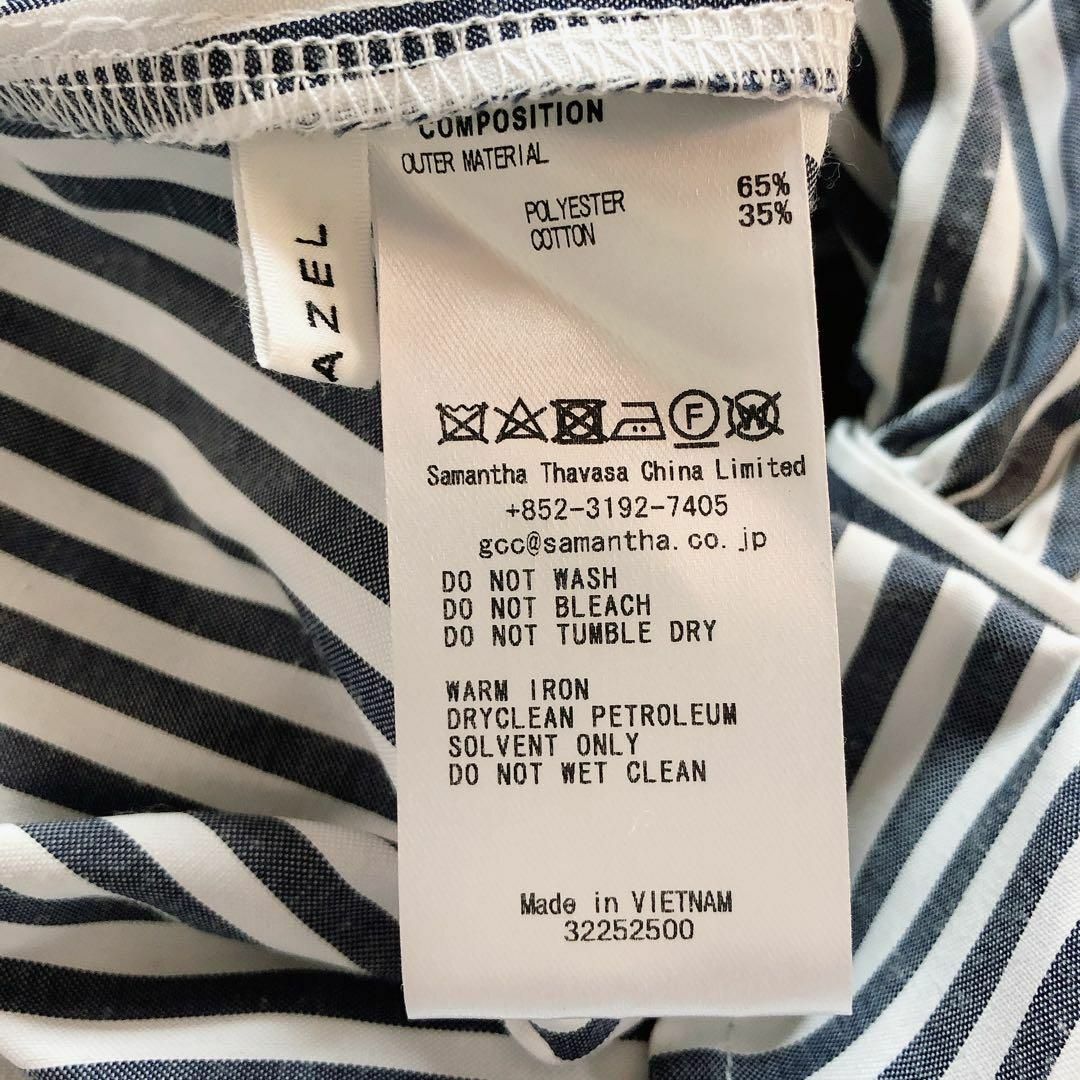 COMPOSITION
OUTER MATERIAL
65%
POLYESTER 35%
COTTON
AZEL
F W
Samantha Thavasa China Limited
+852-3192-7405
gcc@samantha.co.jp
DO NOT WASH
DO NOT BLEACH
DO NOT TUMBLE DRY
WARM IRON
DRYCLEAN PETROLEUM
SOLVENT ONLY
DO NOT WET CLEAN
Made in VIETNAM
32252500